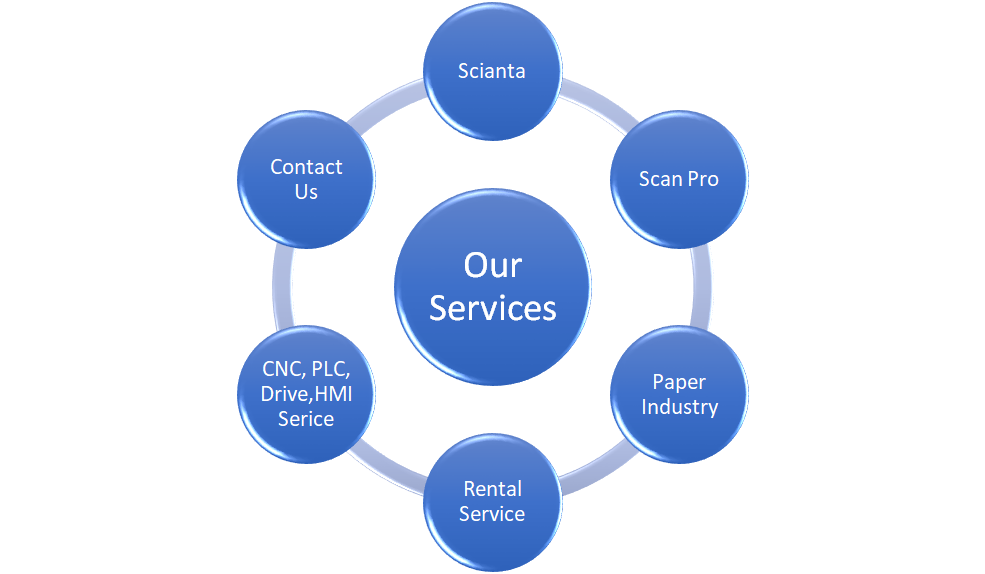 Scianta
Scan Pro
Paper
Industry
Rental
Service
CNC, PLC,
Drive,HMI
Serice
Contact
Us
Our
Services